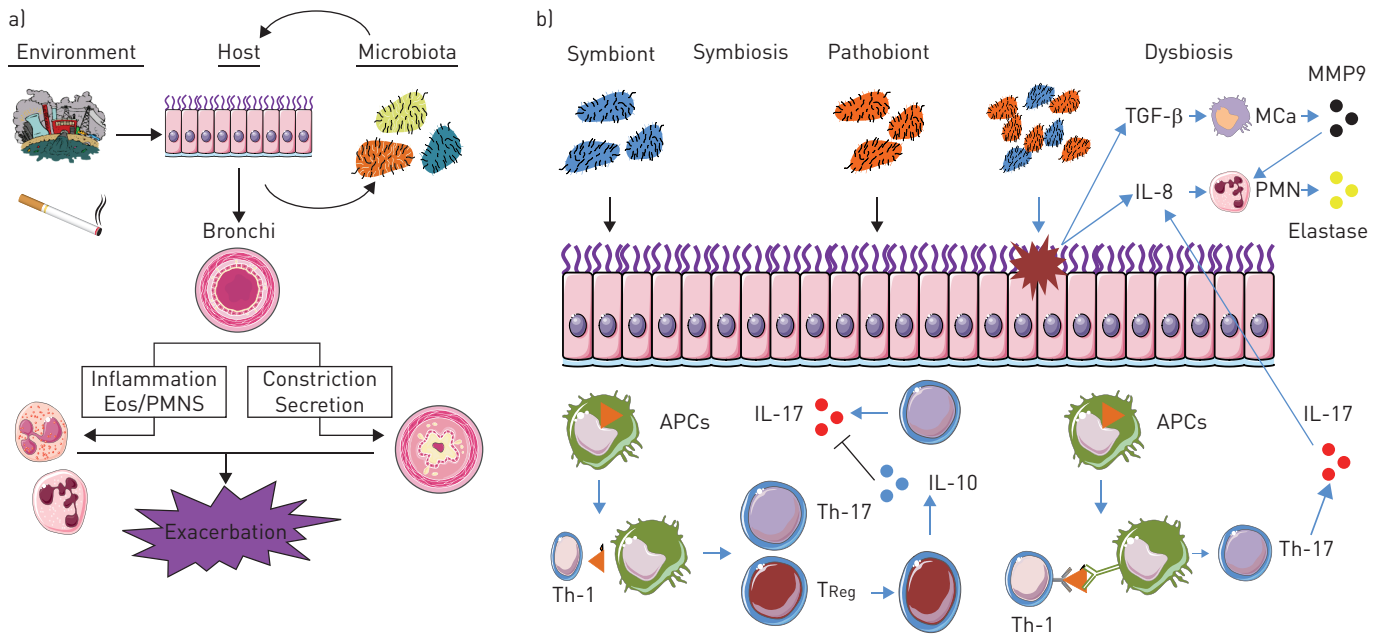 a)
Environment
Host
Microbiota
Bronchi
Inflammation
Eos/PMNS
Constriction
Secretion
Exacerbation
b)
Symbiont
Symbiosis
Pathobiont
Dysbiosis
MMP9
TGF-β
MCa
IL-8
PMN
Elastase
APCs
IL-17
APCs
IL-17
IL-10
Th-17
Th-17
Th-1
TReg
Th-1